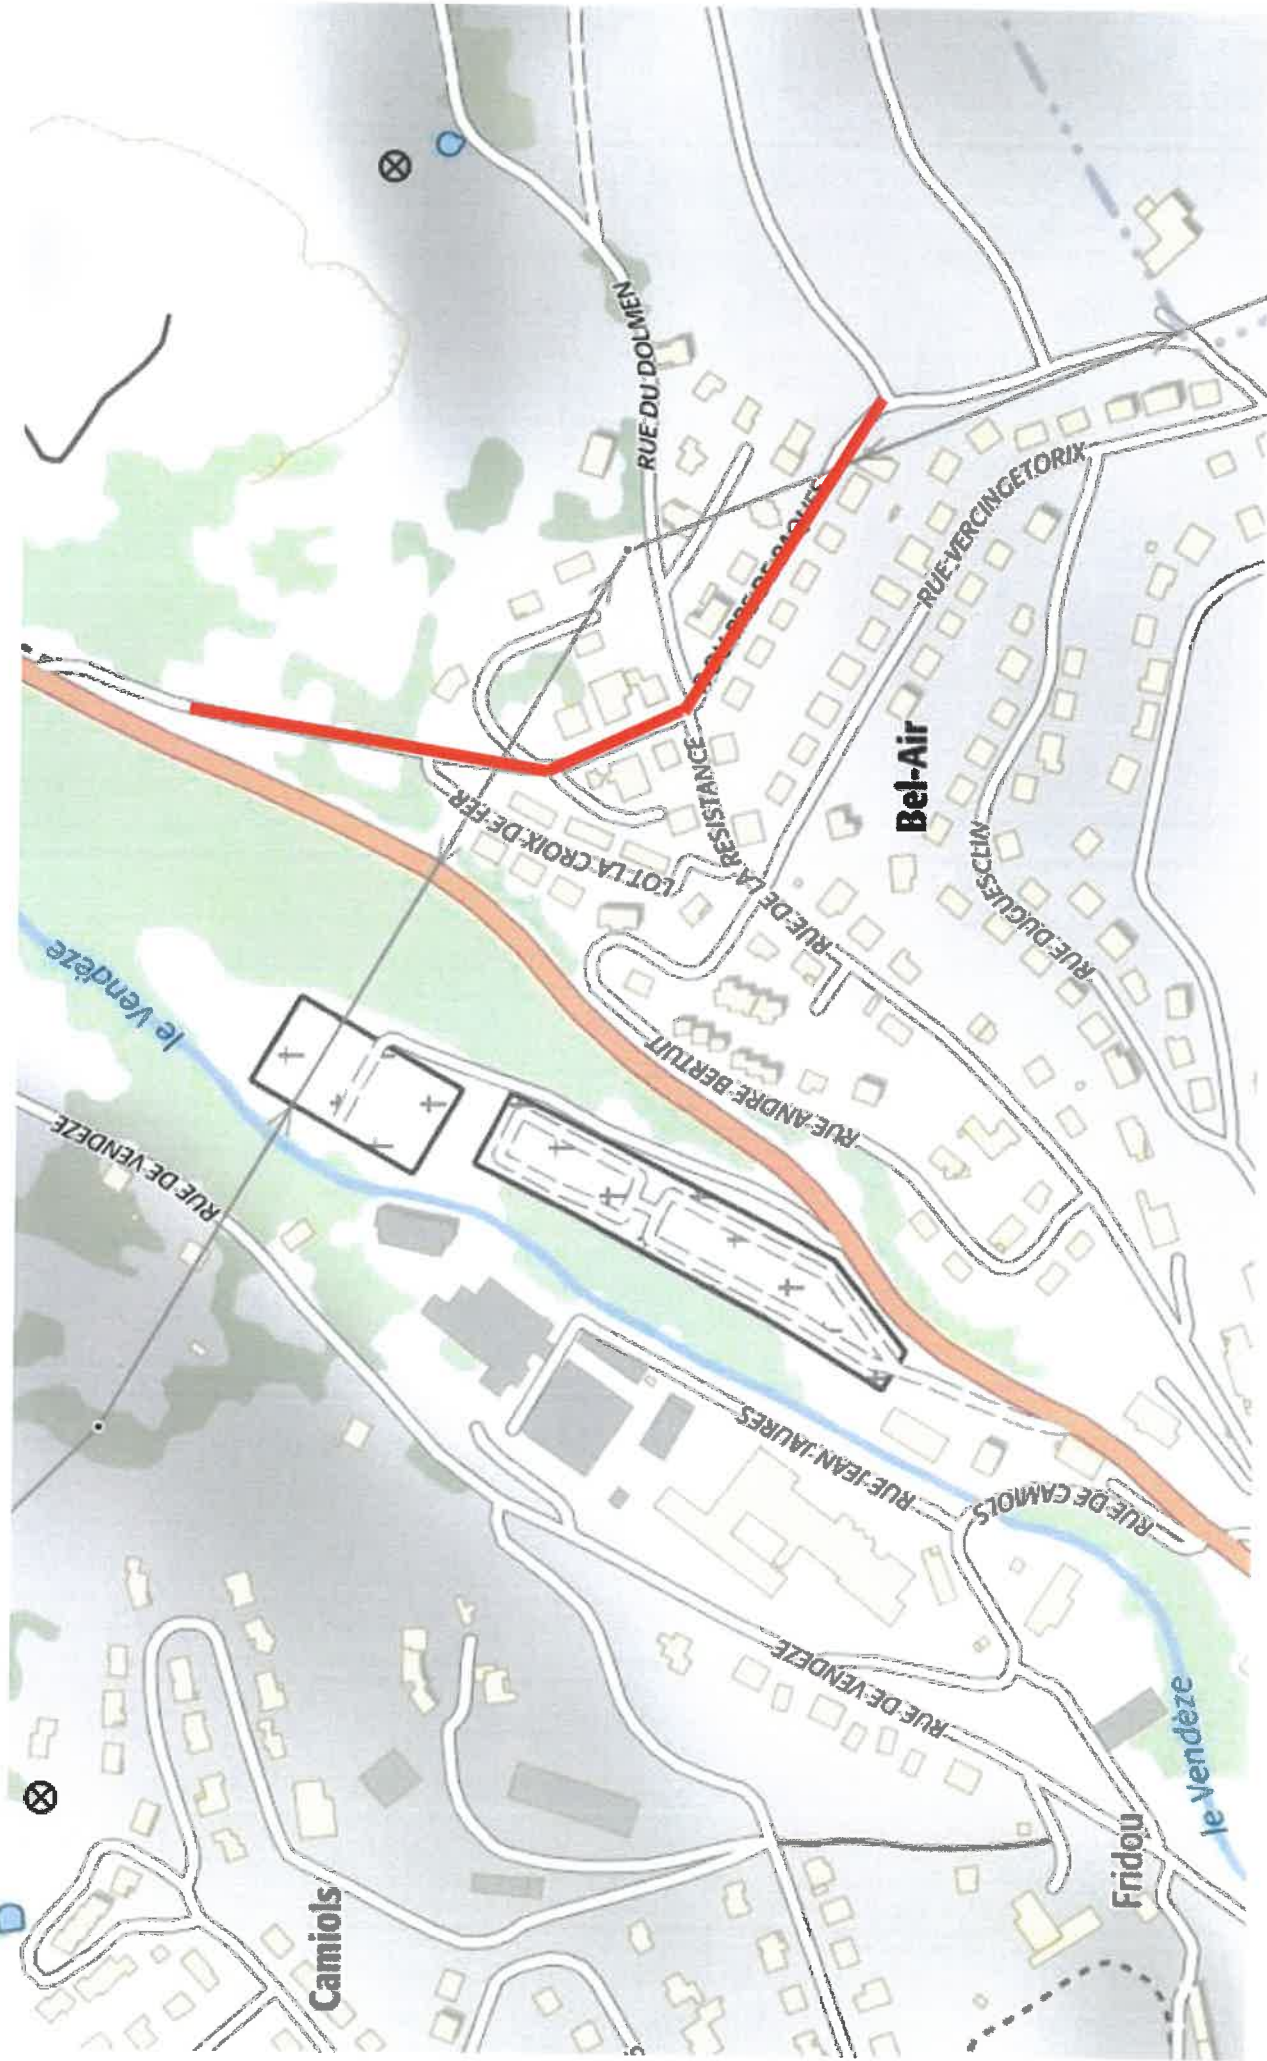 RUE DU DOLMEN
le Vendèze
RUE DE VENDEZE
LOT LA CROIX DE FER
RUE DE LA RESISTANCE
RUE VERCINGETORIX
Bel-Air
RUE DUGUESCLIN
RUE ANDRE BERTUIT
RUE JEAN JAURES
RUE DE CAMIOLS
RUE DE VENDEZE
le Vendèze
Camiols
Fridou